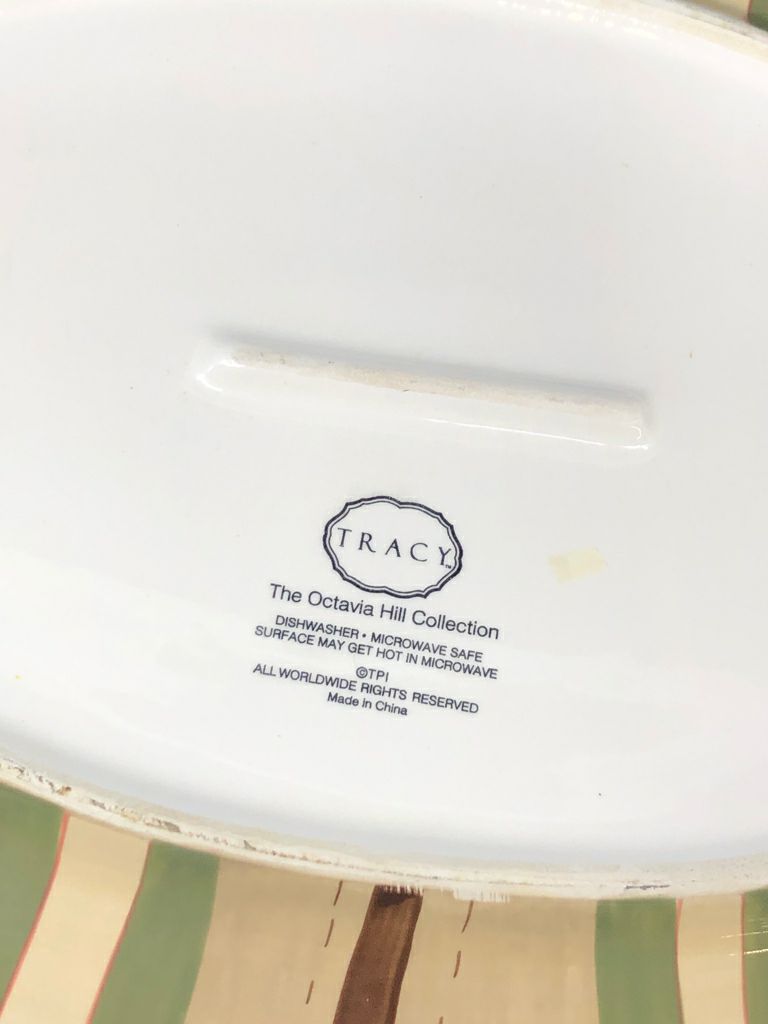 TRACY™
The Octavia Hill Collection
DISHWASHER • MICROWAVE SAFE
SURFACE MAY GET HOT IN MICROWAVE
©TPI
ALL WORLDWIDE RIGHTS RESERVED
Made in China